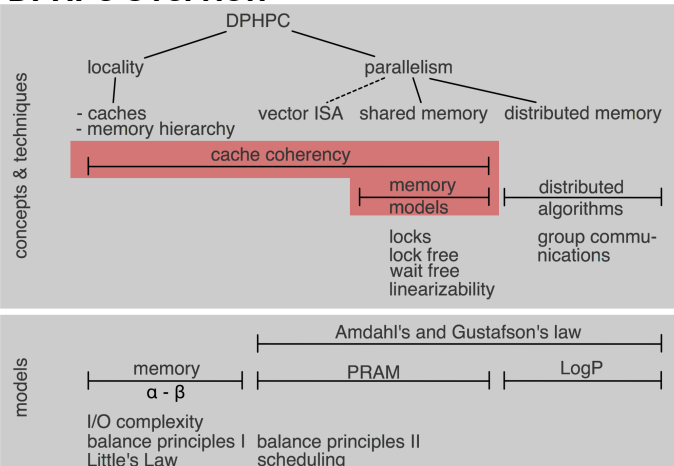 DPHPC Overview
DPHPC
locality
parallelism
- caches
- memory hierarchy
vector ISA
shared memory
distributed memory
concepts & techniques
cache coherency
memory
models
distributed
algorithms
locks
lock free
wait free
linearizability
group commu-
nications
models
Amdahl's and Gustafson's law
memory
PRAM
LogP
α - β
I/O complexity
balance principles I
Little's Law
balance principles II
scheduling